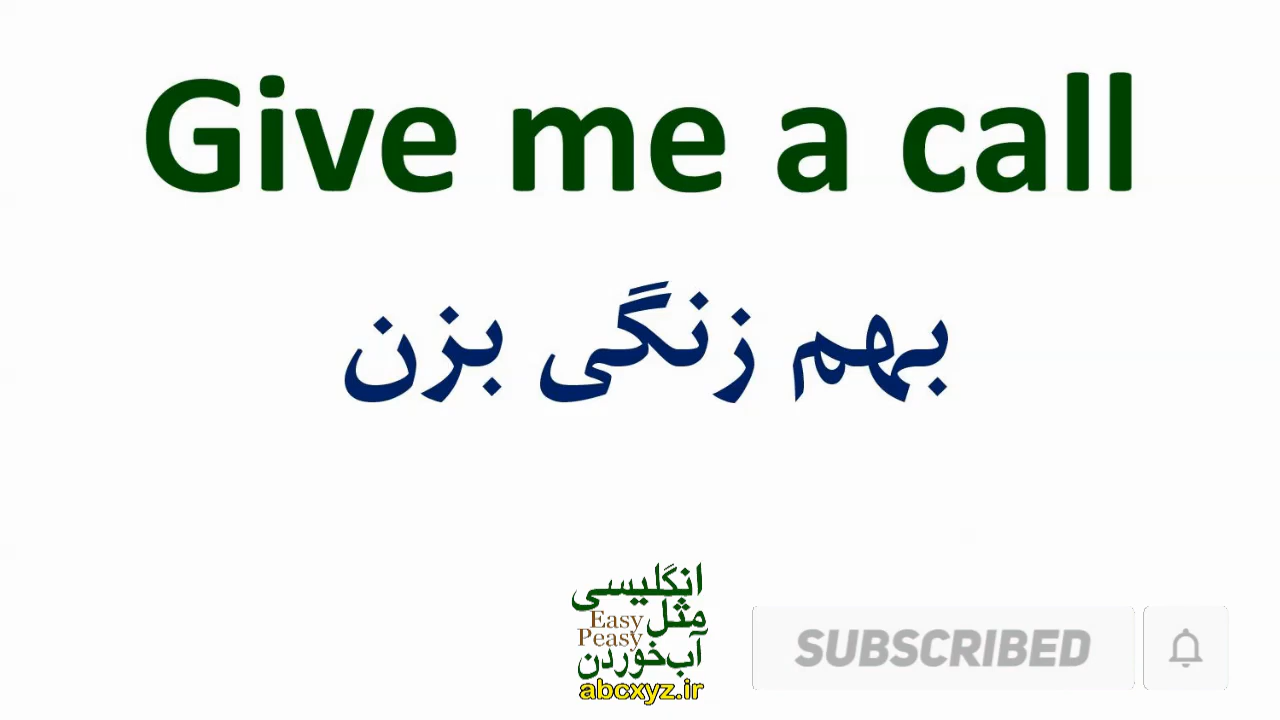 Give me a call
بهم زنگی بزن
انگلیسی
مثل
Easy
Peasy
آب‌خوردن
abcxyz.ir
SUBSCRIBED